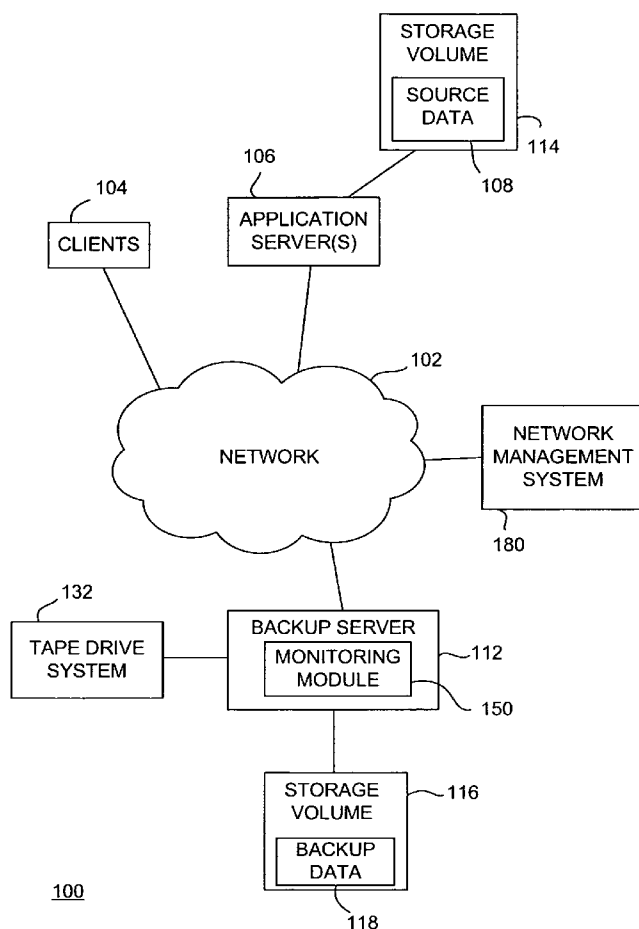 STORAGE
VOLUME
SOURCE
DATA
114
108
106
104
APPLICATION
SERVER(S)
CLIENTS
102
NETWORK
NETWORK
MANAGEMENT
SYSTEM
180
132
BACKUP SERVER
TAPE DRIVE
SYSTEM
MONITORING
MODULE
112
150
STORAGE
VOLUME
116
BACKUP
DATA
100
118